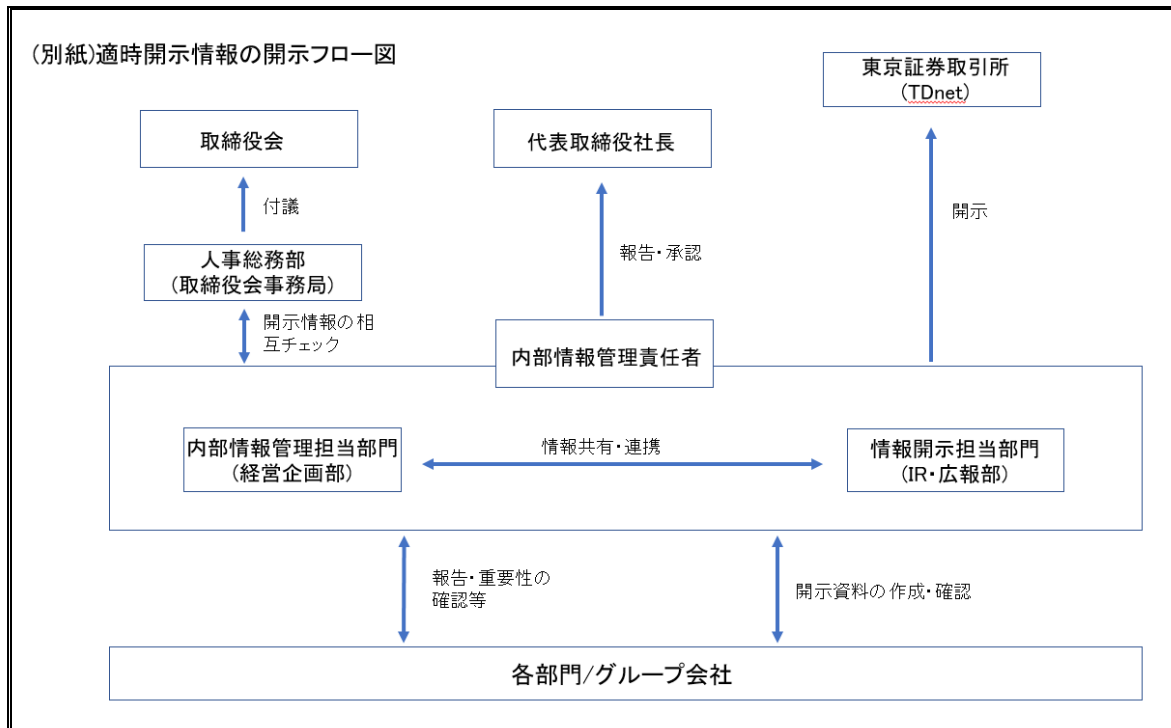 (別紙)適時開示情報の開示フロー図
東京証券取引所
(TDnet)
取締役会
代表取締役社長
付議
開示
報告・承認
人事総務部
(取締役会事務局)
開示情報の相
互チェック
内部情報管理責任者
内部情報管理担当部門
(経営企画部)
情報共有・連携
情報開示担当部門
(IR・広報部)
報告・重要性の
確認等
開示資料の作成・確認
各部門/グループ会社